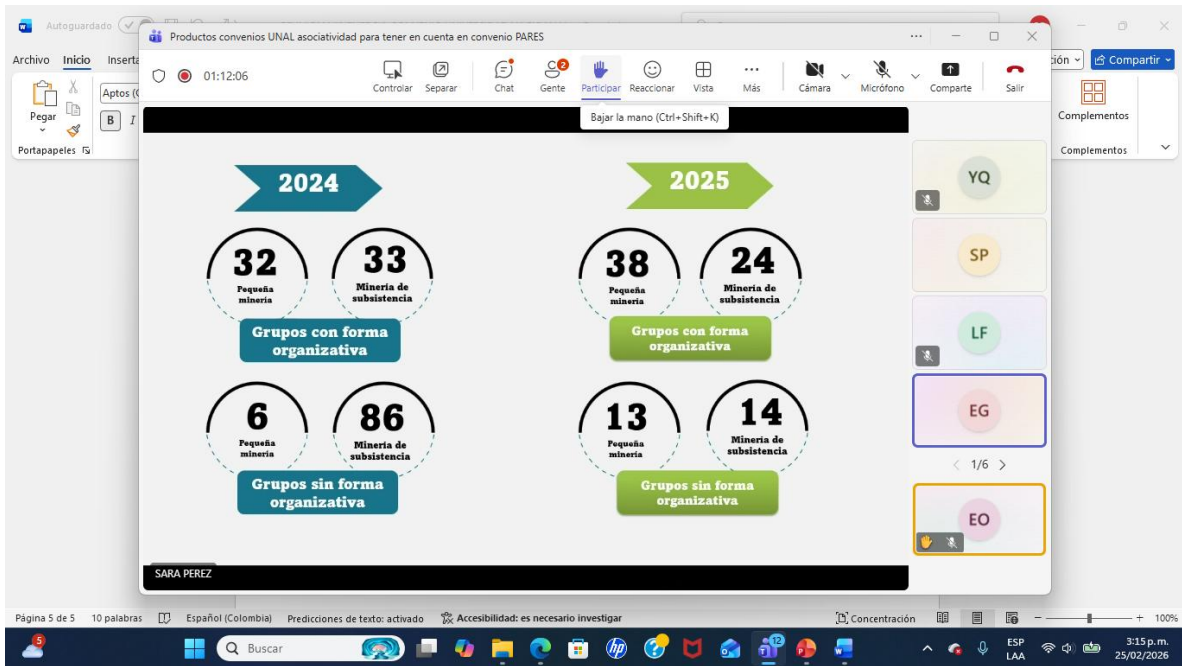 Autoguardado
Productos convenios UNAL asociatividad para tener en cuenta en convenio PARES
Archivo Inicio Inserta
ión
Compartir
01:12:06
Controlar Separar Chat Gente Participar Reaccionar Vista Más Cámara Micrófono Comparte Salir
2
Bajar la mano (Ctrl+Shift+K)
Pegar
Aptos (C
B I
Portapapeles
Complementos
Complementos
2024
32
Pequeña
minería
33
Minería de
subsistencia
Grupos con forma
organizativa
6
Pequeña
minería
86
Minería de
subsistencia
Grupos sin forma
organizativa
2025
38
Pequeña
minería
24
Minería de
subsistencia
Grupos con forma
organizativa
13
Pequeña
minería
14
Minería de
subsistencia
Grupos sin forma
organizativa
YQ
SP
LF
EG
1/6
EO
SARA PEREZ
Página 5 de 5 10 palabras Español (Colombia) Predicciones de texto: activado Accesibilidad: es necesario investigar Concentración 100%
5
Buscar
12
ESP
LAA
3:15 p.m.
25/02/2026